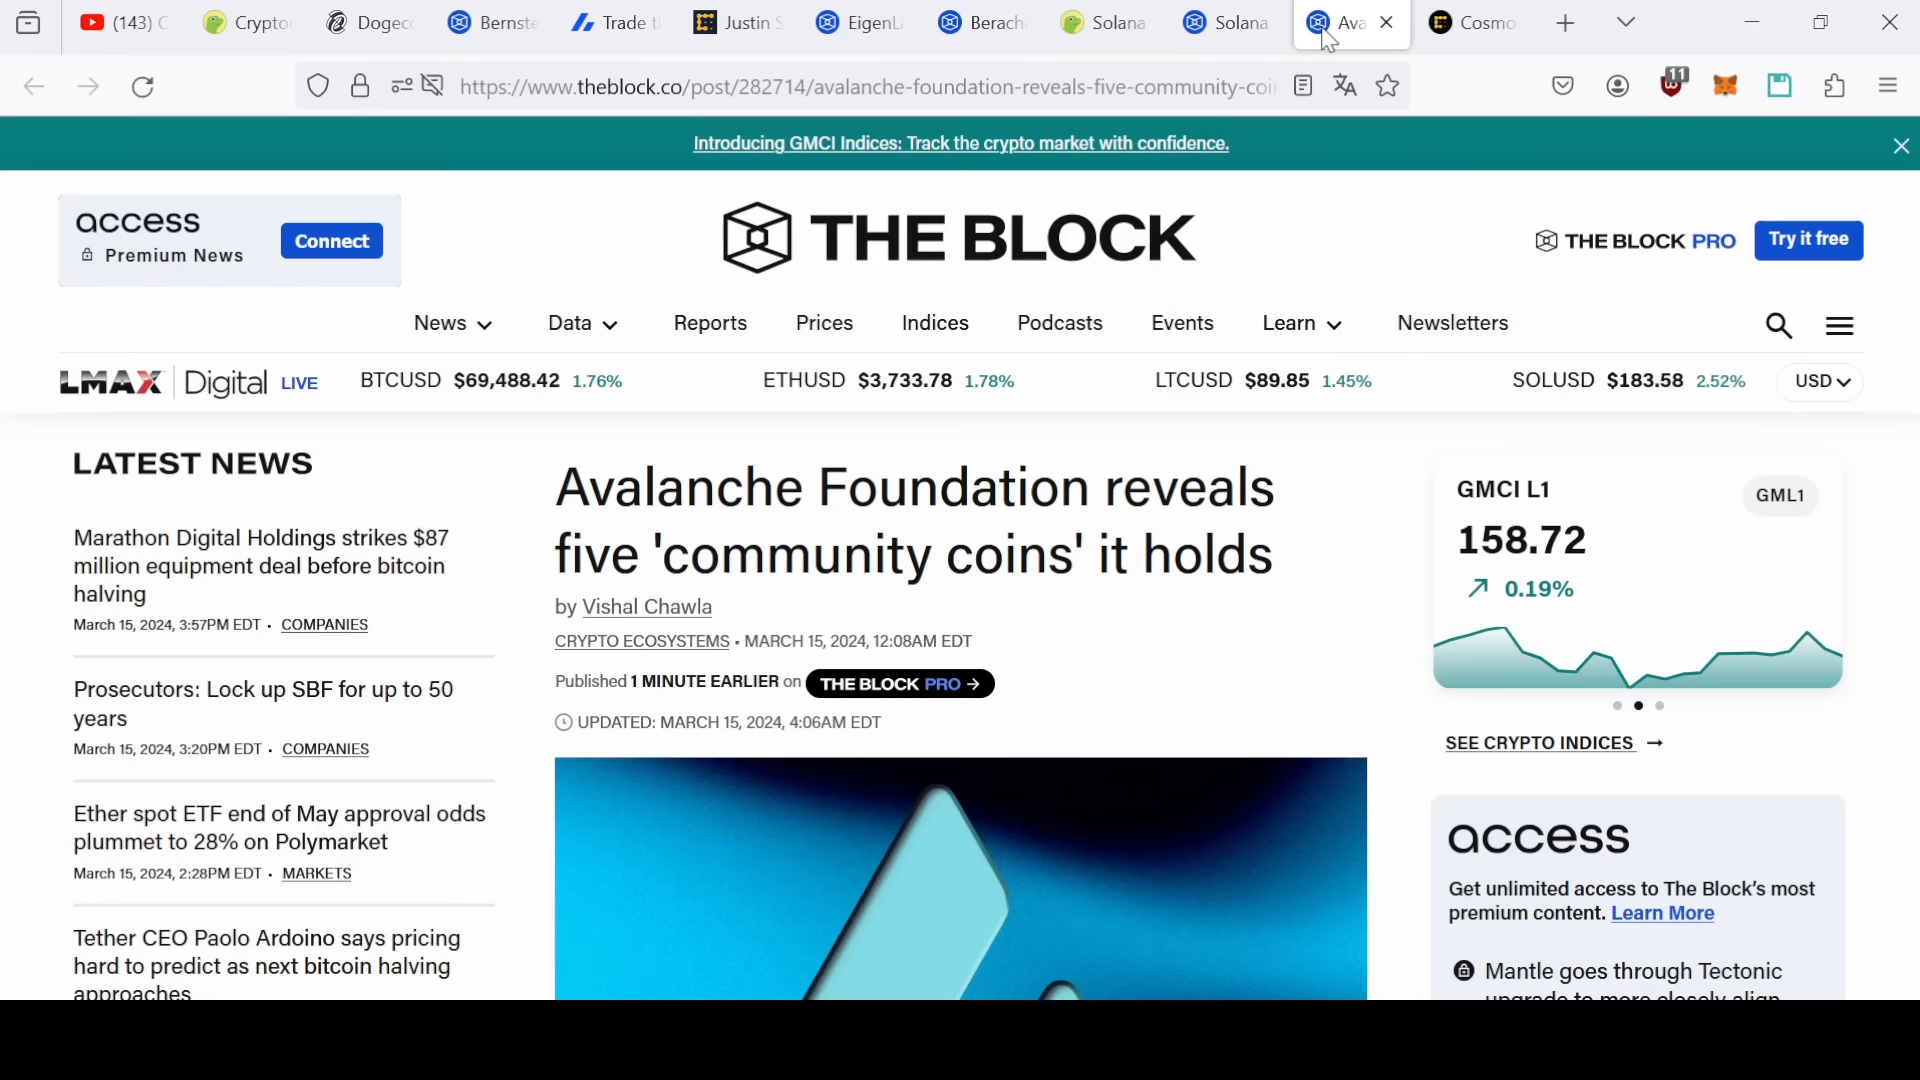 (143) C
Crypto
Dogec
Bernste
Trade t
Justin S
EigenLa
Berach
Solana
Solana
Ava
Cosmo
https://www.theblock.co/post/282714/avalanche-foundation-reveals-five-community-coi
11
Introducing GMCI Indices: Track the crypto market with confidence.
access
Premium News
Connect
THE BLOCK
THE BLOCK PRO
Try it free
News
Data
Reports
Prices
Indices
Podcasts
Events
Learn
Newsletters
LMAX Digital LIVE
BTCUSD $69,488.42 1.76%
ETHUSD $3,733.78 1.78%
LTCUSD $89.85 1.45%
SOLUSD $183.58 2.52%
USD
LATEST NEWS
Marathon Digital Holdings strikes $87
million equipment deal before bitcoin
halving
March 15, 2024, 3:57PM EDT • COMPANIES
Prosecutors: Lock up SBF for up to 50
years
March 15, 2024, 3:20PM EDT • COMPANIES
Ether spot ETF end of May approval odds
plummet to 28% on Polymarket
March 15, 2024, 2:28PM EDT • MARKETS
Tether CEO Paolo Ardoino says pricing
hard to predict as next bitcoin halving
approaches
Avalanche Foundation reveals
five 'community coins' it holds
by Vishal Chawla
CRYPTO ECOSYSTEMS • MARCH 15, 2024, 12:08AM EDT
Published 1 MINUTE EARLIER on THE BLOCK PRO →
UPDATED: MARCH 15, 2024, 4:06AM EDT
GMCI L1
GML1
158.72
0.19%
SEE CRYPTO INDICES →
access
Get unlimited access to The Block's most
premium content. Learn More
Mantle goes through Tectonic
upgrade to more closely align